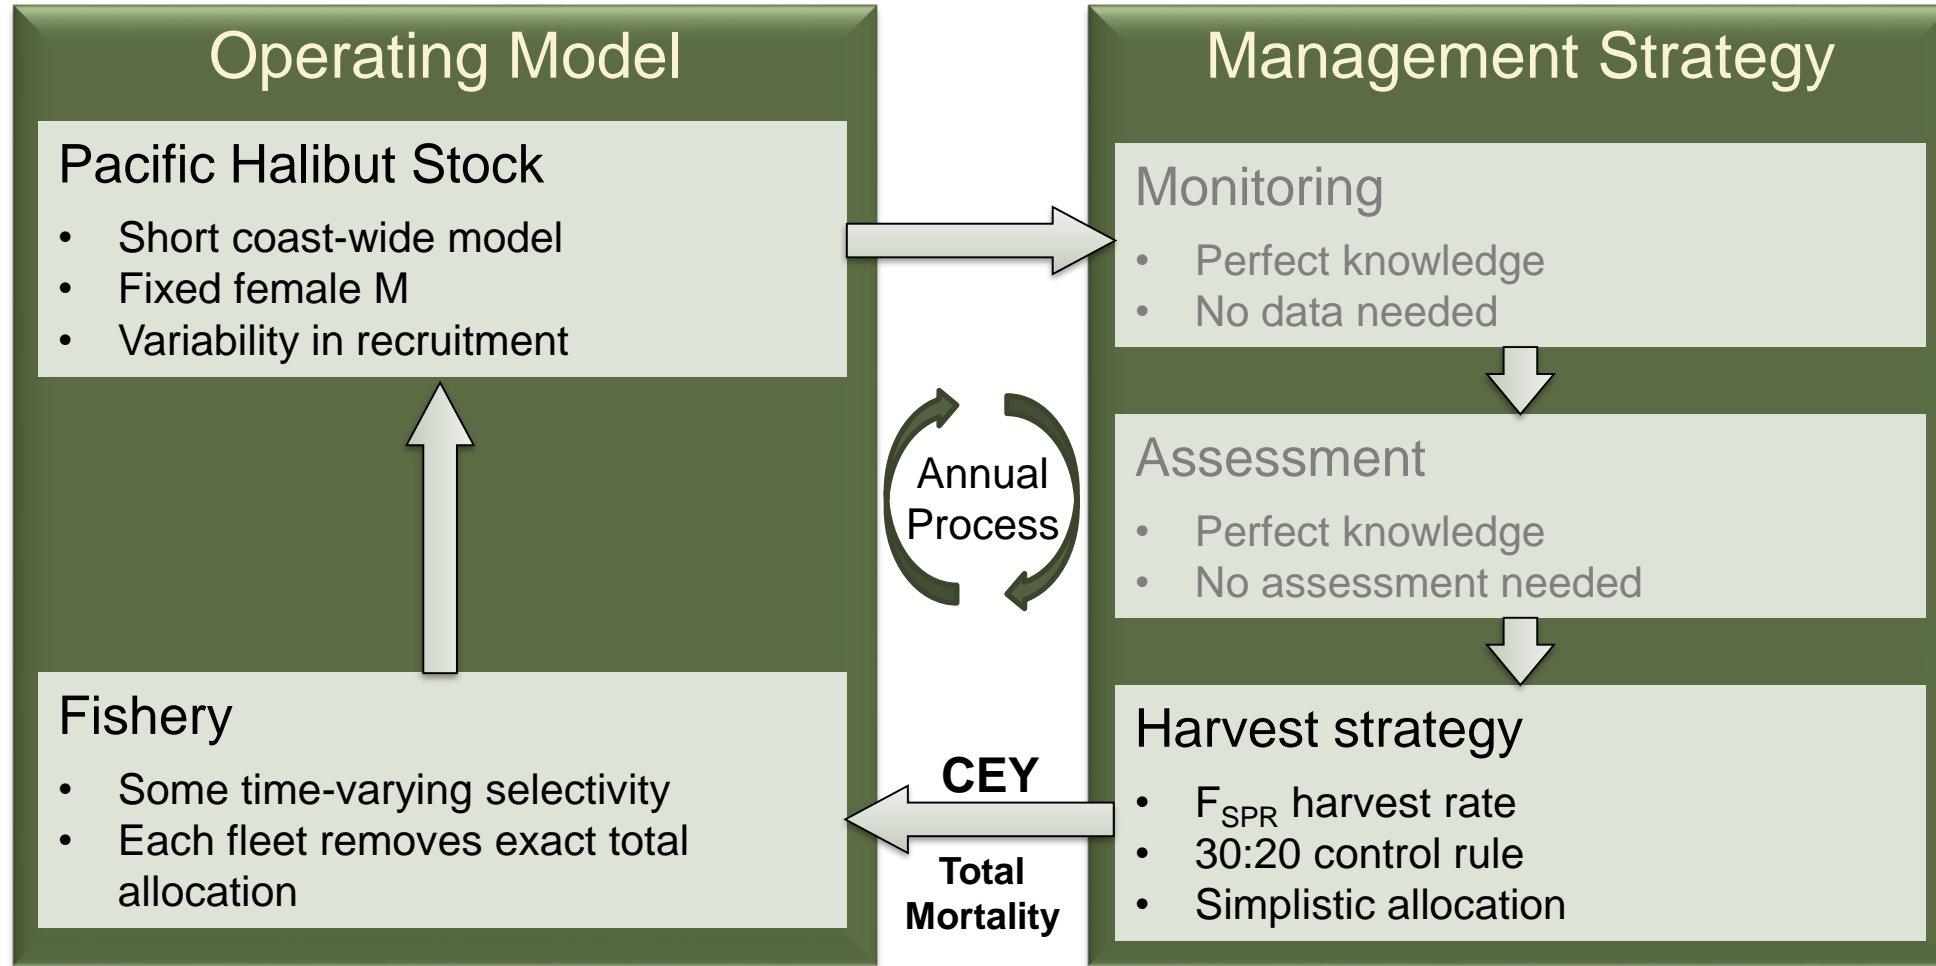 Operating Model
Pacific Halibut Stock
• Short coast-wide model
• Fixed female M
• Variability in recruitment
Fishery
• Some time-varying selectivity
• Each fleet removes exact total
allocation
Annual
Process
CEY
Total
Mortality
Management Strategy
Monitoring
• Perfect knowledge
• No data needed
Assessment
• Perfect knowledge
• No assessment needed
Harvest strategy
• FSPR harvest rate
• 30:20 control rule
• Simplistic allocation